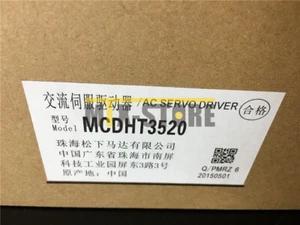 交流伺服驱动器/AC SERVO DRIVER 合格
型号
Model MCDHT3520
珠海松下马达有限公司
中国广东省珠海市南屏
科技工业园屏东3路3号
原产地：中国
Q/PMRZ 6
20150501